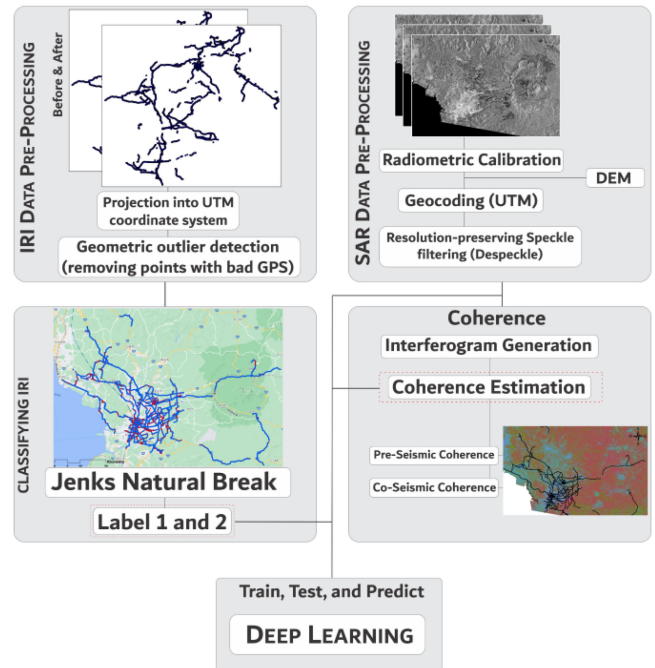 IRI DATA PRE-PROCESSING
Before & After
Projection into UTM
coordinate system
Geometric outlier detection
(removing points with bad GPS)
SAR DATA PRE-PROCESSING
Radiometric Calibration
DEM
Geocoding (UTM)
Resolution-preserving Speckle
filtering (Despeckle)
CLASSIFYING IRI
Jenks Natural Break
Label 1 and 2
Coherence
Interferogram Generation
Coherence Estimation
Pre-Seismic Coherence
Co-Seismic Coherence
Train, Test, and Predict
DEEP LEARNING